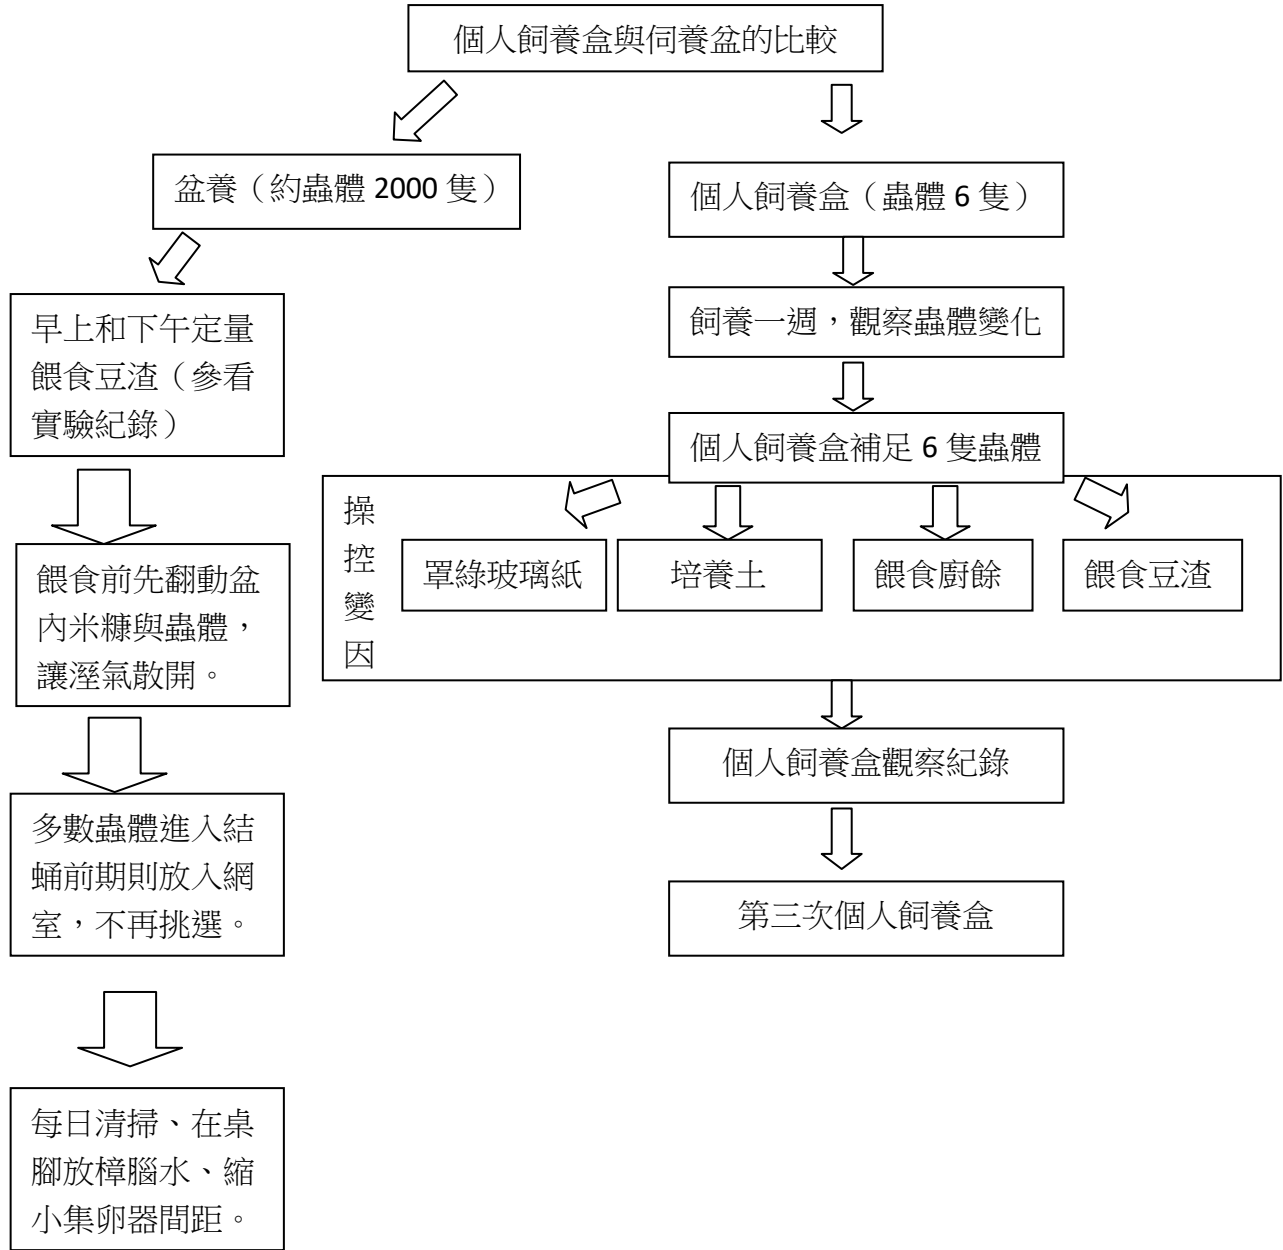 個人飼養盒與伺養盆的比較
盆養（約蟲體 2000 隻）
早上和下午定量
餵食豆渣（參看
實驗紀錄）
餵食前先翻動盆
內米糠與蟲體，
讓溼氣散開。
多數蟲體進入結
蛹前期則放入網
室，不再挑選。
每日清掃、在桌
腳放樟腦水、縮
小集卵器間距。
個人飼養盒（蟲體 6 隻）
飼養一週，觀察蟲體變化
個人飼養盒補足 6 隻蟲體
操
控
變
因
罩綠玻璃紙
培養土
餵食廚餘
餵食豆渣
個人飼養盒觀察紀錄
第三次個人飼養盒